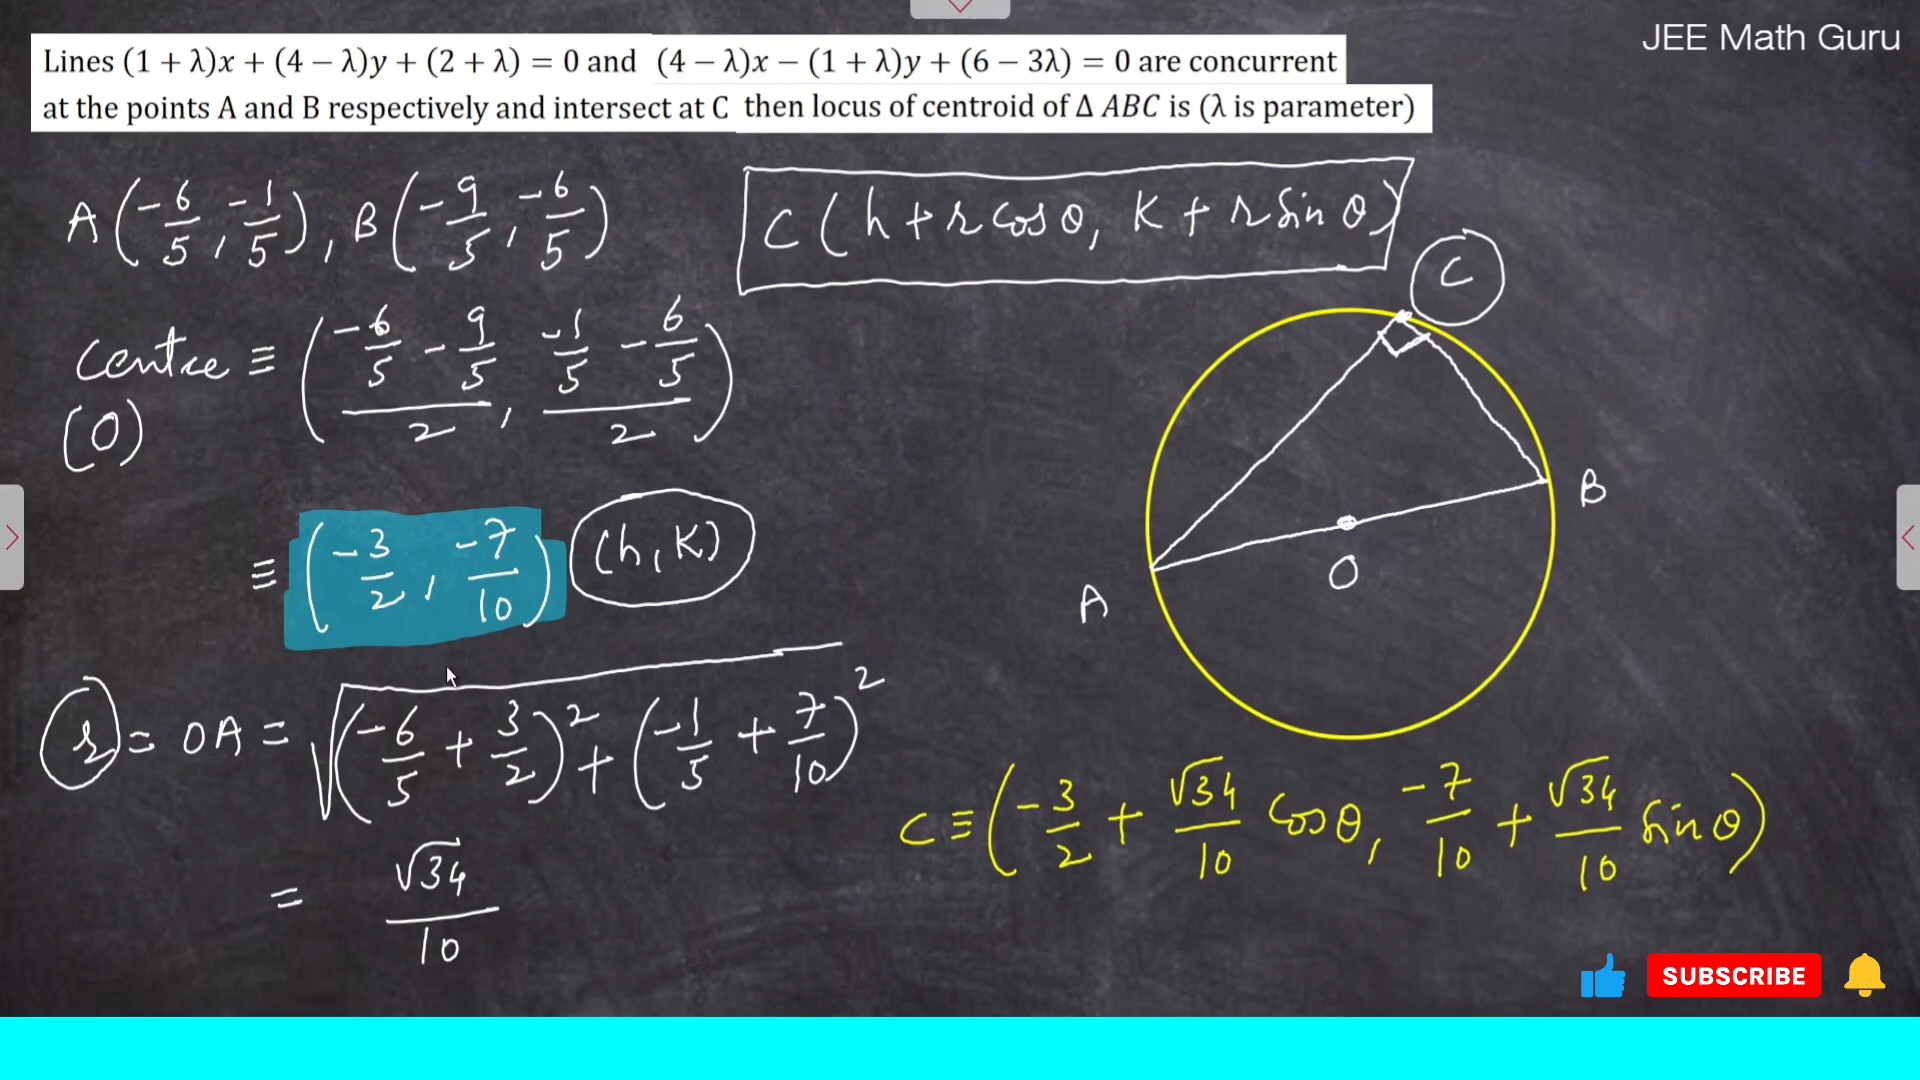 JEE Math Guru
Lines (1 + λ)x + (4 − λ)y + (2 + λ) = 0 and (4 − λ)x − (1 + λ)y + (6 − 3λ) = 0 are concurrent
at the points A and B respectively and intersect at C then locus of centroid of Δ ABC is (λ is parameter)
A(-6/5, -1/5), B(-9/5, -6/5)
C(h+rcosθ, K+rsinθ)
C
Centre ≡ ((-6/5 - 9/5)/2, (-1/5 - 6/5)/2)
(O)
B
≡ (-3/2, -7/10) (h, K)
O
A
r = OA = √((-6/5 + 3/2)² + (-1/5 + 7/10)²)
C ≡ (-3/2 + √34/10 cosθ, -7/10 + √34/10 sinθ)
= √34/10
SUBSCRIBE